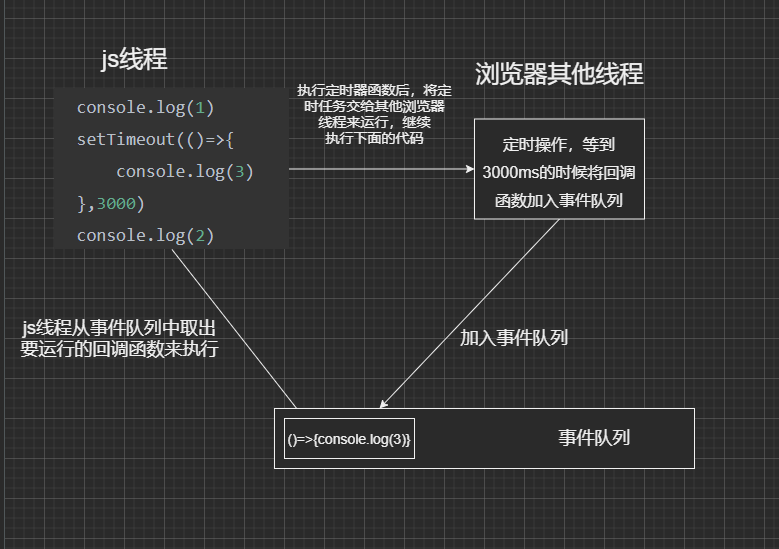 js线程
console.log(1)
setTimeout(()=>{
console.log(3)
},3000)
console.log(2)
执行定时器函数后，将定
时任务交给其他浏览器
线程来运行，继续
执行下面的代码
浏览器其他线程
定时操作，等到
3000ms的时候将回调
函数加入事件队列
js线程从事件队列中取出
要运行的回调函数来执行
加入事件队列
()=>{console.log(3)}
事件队列